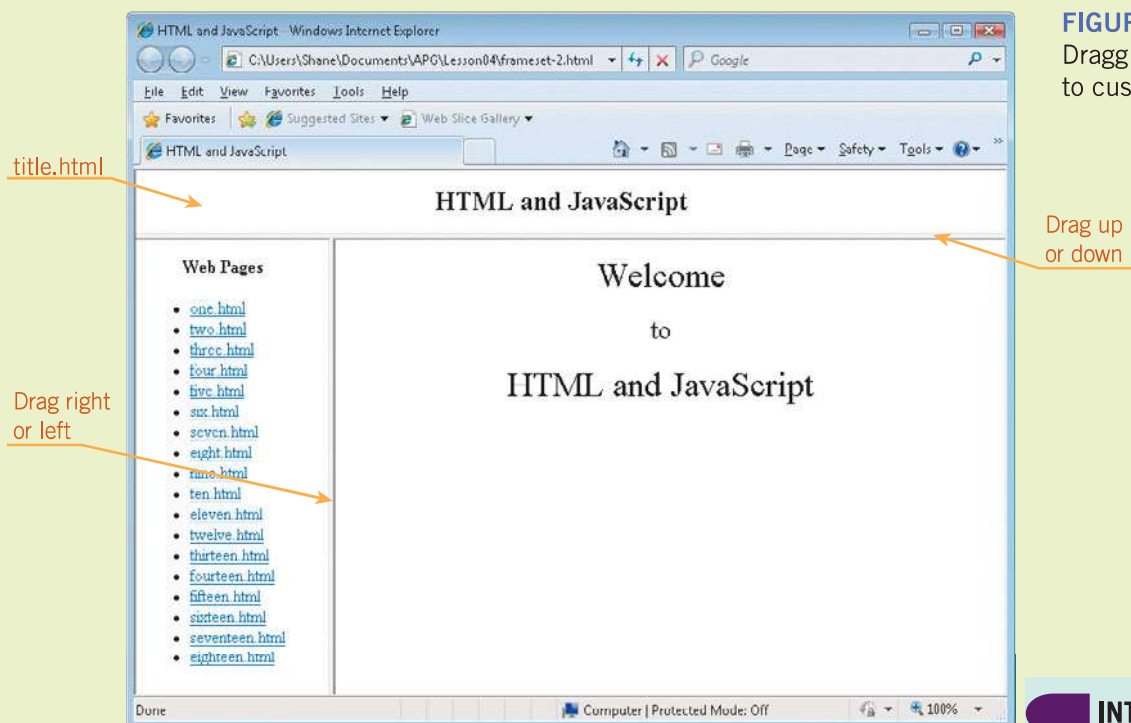 FIGUR
Dragg
to cus
HTML and JavaScript - Windows Internet Explorer
C:\Users\Shane\Documents\APG\Lesson04\frameset-2.html
Google
File Edit View Favorites Tools Help
Favorites Suggested Sites Web Slice Gallery
HTML and JavaScript
Page Safety Tools
title.html
HTML and JavaScript
Drag up
or down
Web Pages
one.html
two.html
three.html
four.html
five.html
six.html
seven.html
eight.html
nine.html
ten.html
eleven.html
twelve.html
thirteen.html
fourteen.html
fifteen.html
sixteen.html
seventeen.html
eighteen.html
Welcome
to
HTML and JavaScript
Drag right
or left
Done
Computer | Protected Mode: Off
100%
INT